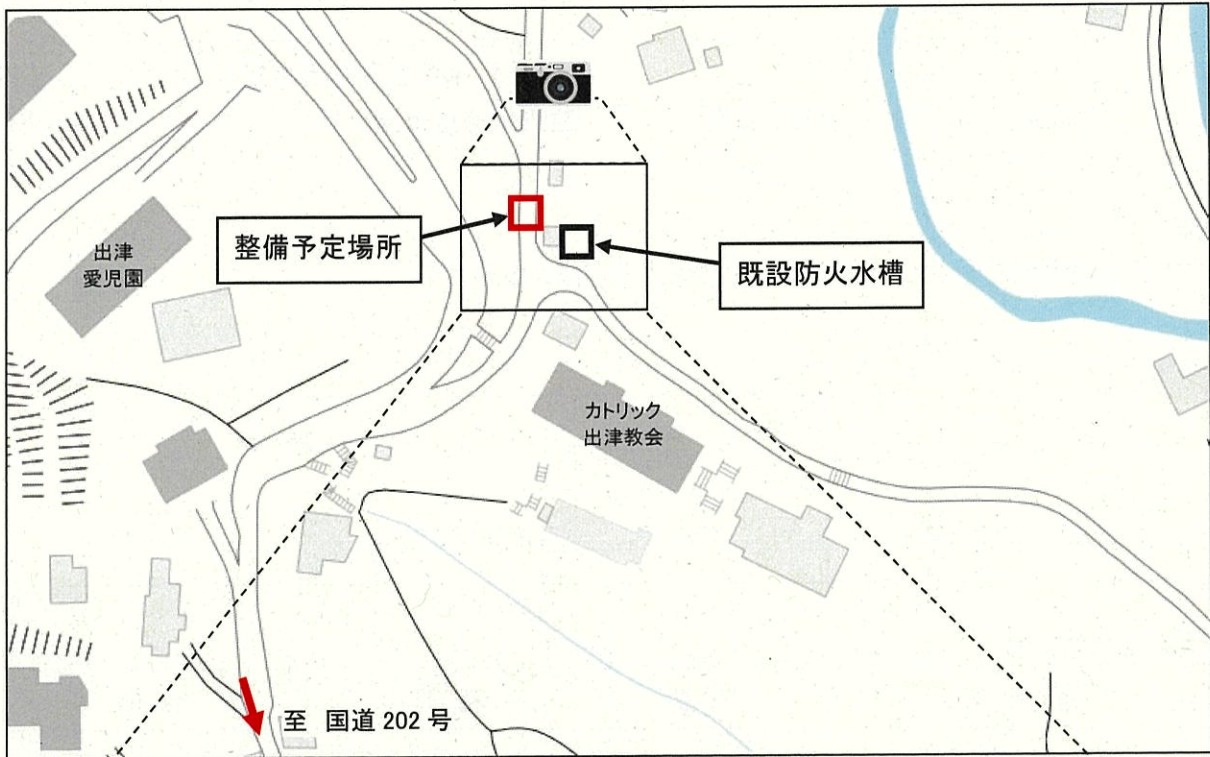 整備予定場所
既設防火水槽
出津
愛児園
カトリック
出津教会
至 国道 202 号